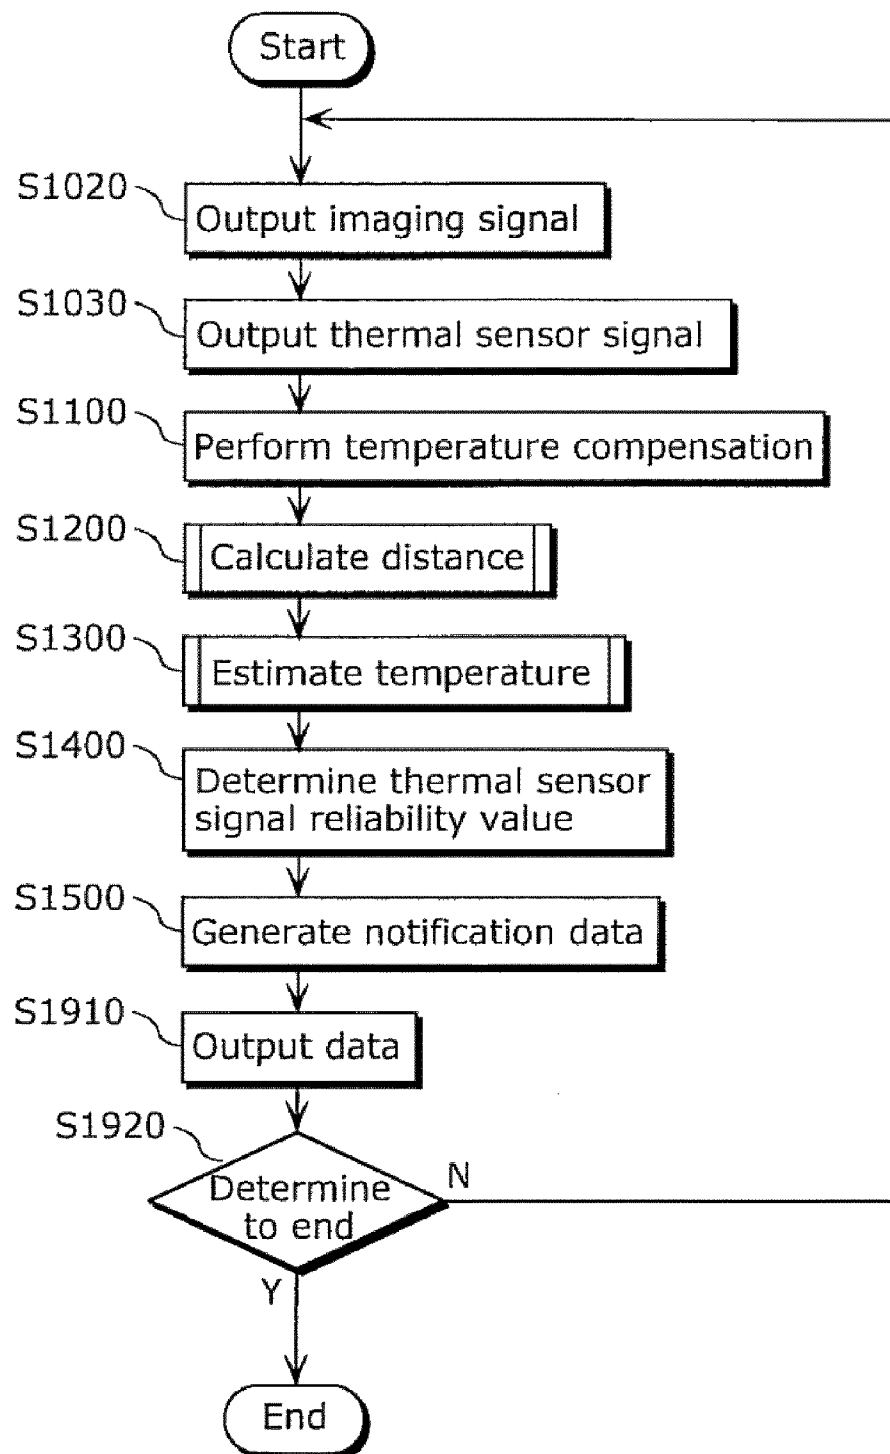 Start
S1020
Output imaging signal
S1030
Output thermal sensor signal
S1100
Perform temperature compensation
S1200
Calculate distance
S1300
Estimate temperature
S1400
Determine thermal sensor
signal reliability value
S1500
Generate notification data
S1910
Output data
S1920
Determine
to end
N
Y
End